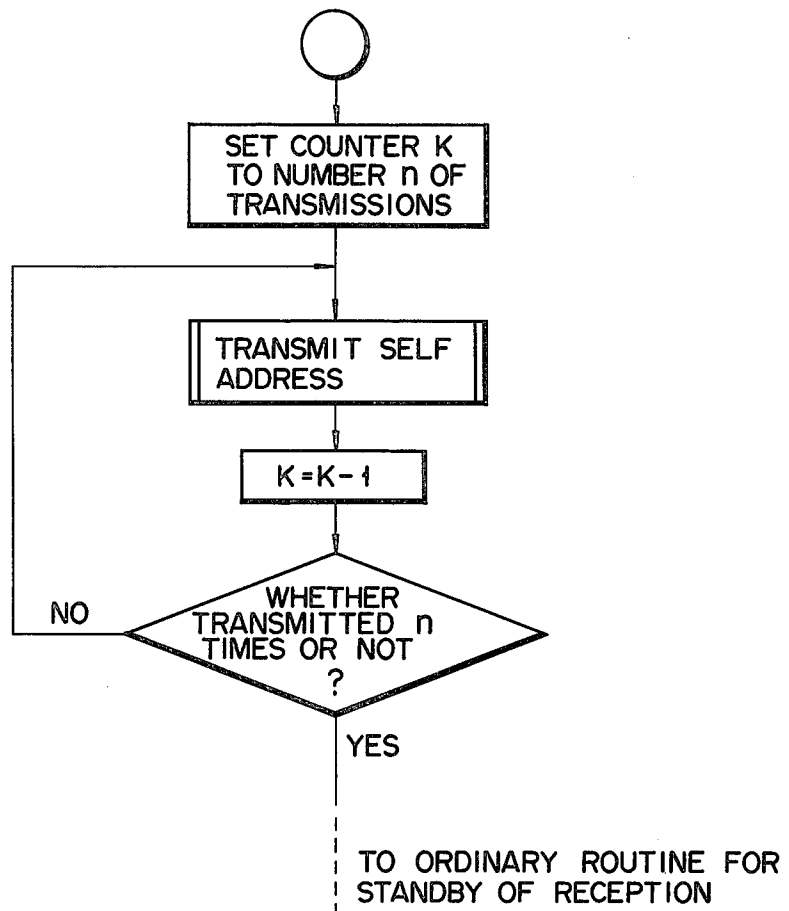 SET COUNTER K
TO NUMBER n OF
TRANSMISSIONS
TRANSMIT SELF
ADDRESS
K=K-1
WHETHER
TRANSMITTED n
TIMES OR NOT
?
NO
YES
TO ORDINARY ROUTINE FOR
STANDBY OF RECEPTION